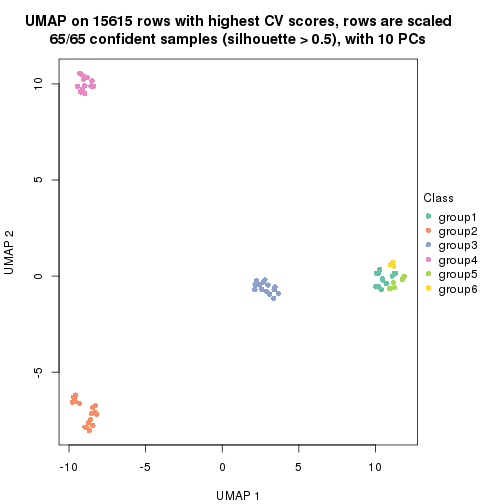 UMAP on 15615 rows with highest CV scores, rows are scaled
65/65 confident samples (silhouette > 0.5), with 10 PCs
10
5
0
-5
UMAP 2
-10
-5
0
5
10
UMAP 1
Class
group1
group2
group3
group4
group5
group6